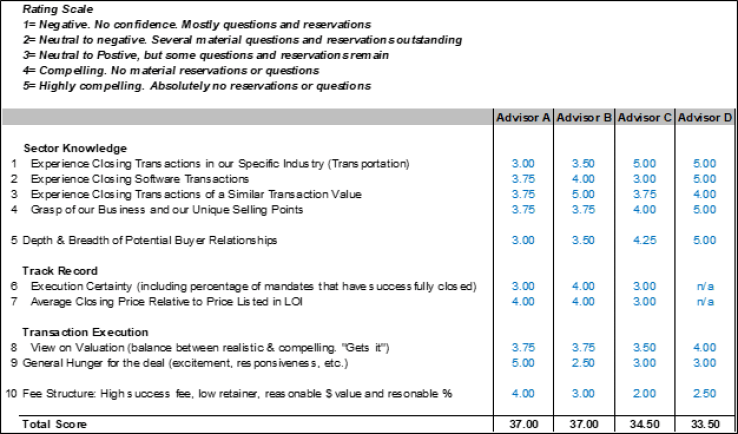 Rating Scale
1= Negative. No confidence. Mostly questions and reservations
2= Neutral to negative. Several material questions and reservations outstanding
3= Neutral to Postive, but some questions and reservations remain
4= Compelling. No material reservations or questions
5= Highly compelling. Absolutely no reservations or questions
Advisor A Advisor B Advisor C Advisor D
Sector Knowledge
1 Experience Closing Transactions in our Specific Industry (Transportation) 3.00 3.50 5.00 5.00
2 Experience Closing Software Transactions 3.75 4.00 3.00 5.00
3 Experience Closing Transactions of a Similar Transaction Value 3.75 5.00 3.75 4.00
4 Grasp of our Business and our Unique Selling Points 3.75 3.75 4.00 5.00
5 Depth & Breadth of Potential Buyer Relationships 3.00 3.50 4.25 5.00
Track Record
6 Execution Certainty (including percentage of mandates that have successfully closed) 3.00 4.00 3.00 n/a
7 Average Closing Price Relative to Price Listed in LOI 4.00 4.00 3.00 n/a
Transaction Execution
8 View on Valuation (balance between realistic & compelling. "Gets it") 3.75 3.75 3.50 4.00
9 General Hunger for the deal (excitement, responsiveness, etc.) 5.00 2.50 3.00 3.00
10 Fee Structure: High success fee, low retainer, reasonable $ value and resonable % 4.00 3.00 2.00 2.50
Total Score 37.00 37.00 34.50 33.50